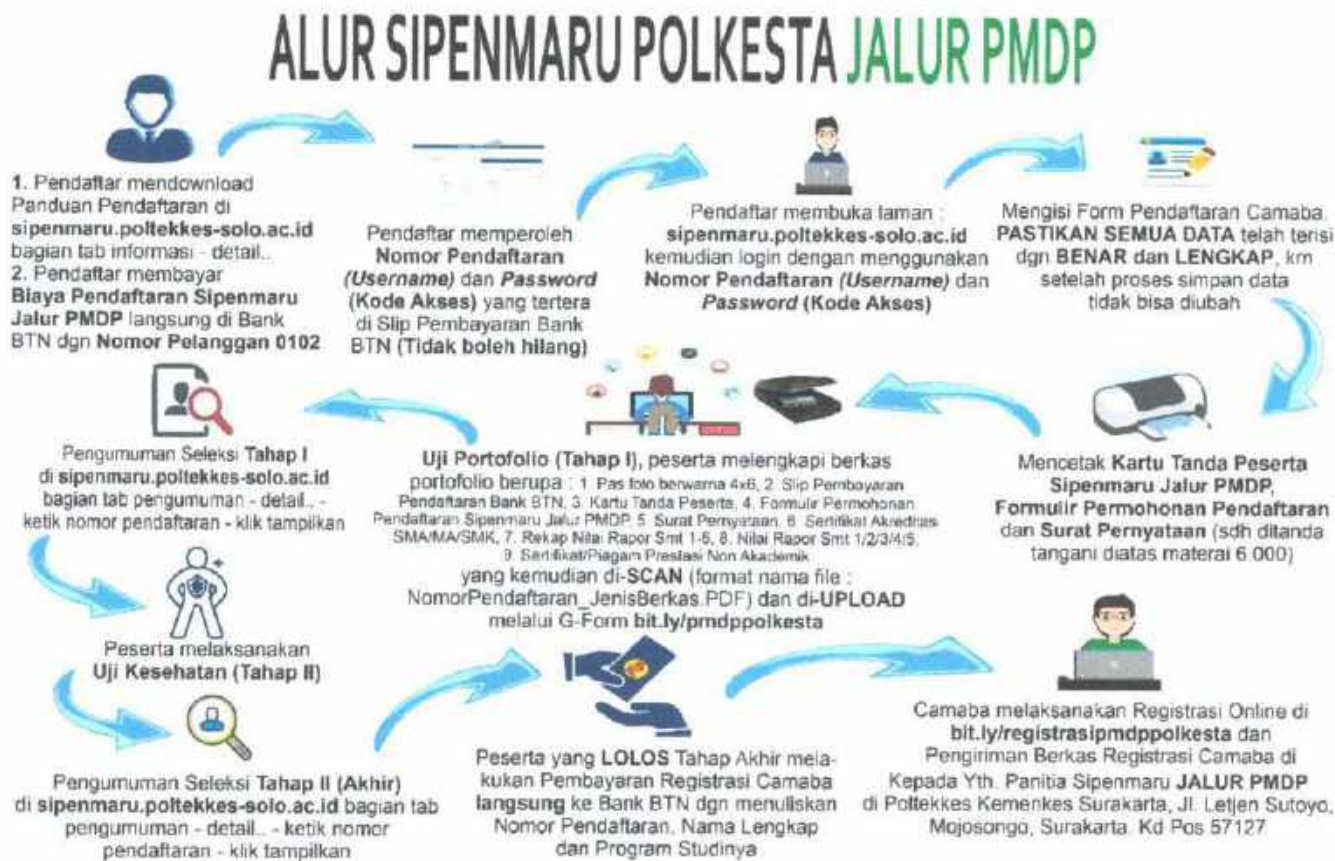 ALUR SIPENMARU POLKESTA JALUR PMDP
1. Pendaftar mendownload
Panduan Pendaftaran di
sipenmaru.poltekkes-solo.ac.id
bagian tab informasi - detail..
2. Pendaftar membayar
Biaya Pendaftaran Sipenmaru
Jalur PMDP langsung di Bank
BTN dgn Nomor Pelanggan 0102
Pendaftar memperoleh
Nomor Pendaftaran
(Username) dan Password
(Kode Akses) yang tertera
di Slip Pembayaran Bank
BTN (Tidak boleh hilang)
Pendaftar membuka laman :
sipenmaru.poltekkes-solo.ac.id
kemudian login dengan menggunakan
Nomor Pendaftaran (Username) dan
Password (Kode Akses)
Mengisi Form Pendaftaran Camaba.
PASTIKAN SEMUA DATA telah terisi
dgn BENAR dan LENGKAP, krn
setelah proses simpan data
tidak bisa diubah
Mencetak Kartu Tanda Peserta
Sipenmaru Jalur PMDP,
Formulir Permohonan Pendaftaran
dan Surat Pernyataan (sdh ditanda
tangani diatas materai 6.000)
Uji Portofolio (Tahap I), peserta melengkapi berkas
portofolio berupa : 1. Pas foto berwarna 4x6, 2. Slip Pembayaran
Pendaftaran Bank BTN, 3. Kartu Tanda Peserta, 4. Formulir Permohonan
Pendaftaran Sipenmaru Jalur PMDP, 5. Surat Pernyataan, 6. Sertifikat Akreditas
SMA/MA/SMK, 7. Rekap Nilai Rapor Smt 1-5, 8. Nilai Rapor Smt 1/2/3/4/5,
9. Sertifikat/Piagam Prestasi Non Akademik
yang kemudian di-SCAN (format nama file :
NomorPendaftaran_JenisBerkas.PDF) dan di-UPLOAD
melalui G-Form bit.ly/pmdppolkesta
Pengumuman Seleksi Tahap I
di sipenmaru.poltekkes-solo.ac.id
bagian tab pengumuman - detail.. -
ketik nomor pendaftaran - klik tampilkan
Peserta melaksanakan
Uji Kesehatan (Tahap II)
Pengumuman Seleksi Tahap II (Akhir)
di sipenmaru.poltekkes-solo.ac.id bagian tab
pengumuman - detail.. - ketik nomor
pendaftaran - klik tampilkan
Peserta yang LOLOS Tahap Akhir mela-
kukan Pembayaran Registrasi Camaba
langsung ke Bank BTN dgn menuliskan
Nomor Pendaftaran, Nama Lengkap
dan Program Studinya
Camaba melaksanakan Registrasi Online di
bit.ly/registrasipmdppolkesta dan
Pengiriman Berkas Registrasi Camaba di
Kepada Yth. Panitia Sipenmaru JALUR PMDP
di Poltekkes Kemenkes Surakarta, Jl. Letjen Sutoyo,
Mojosongo, Surakarta. Kd Pos 57127